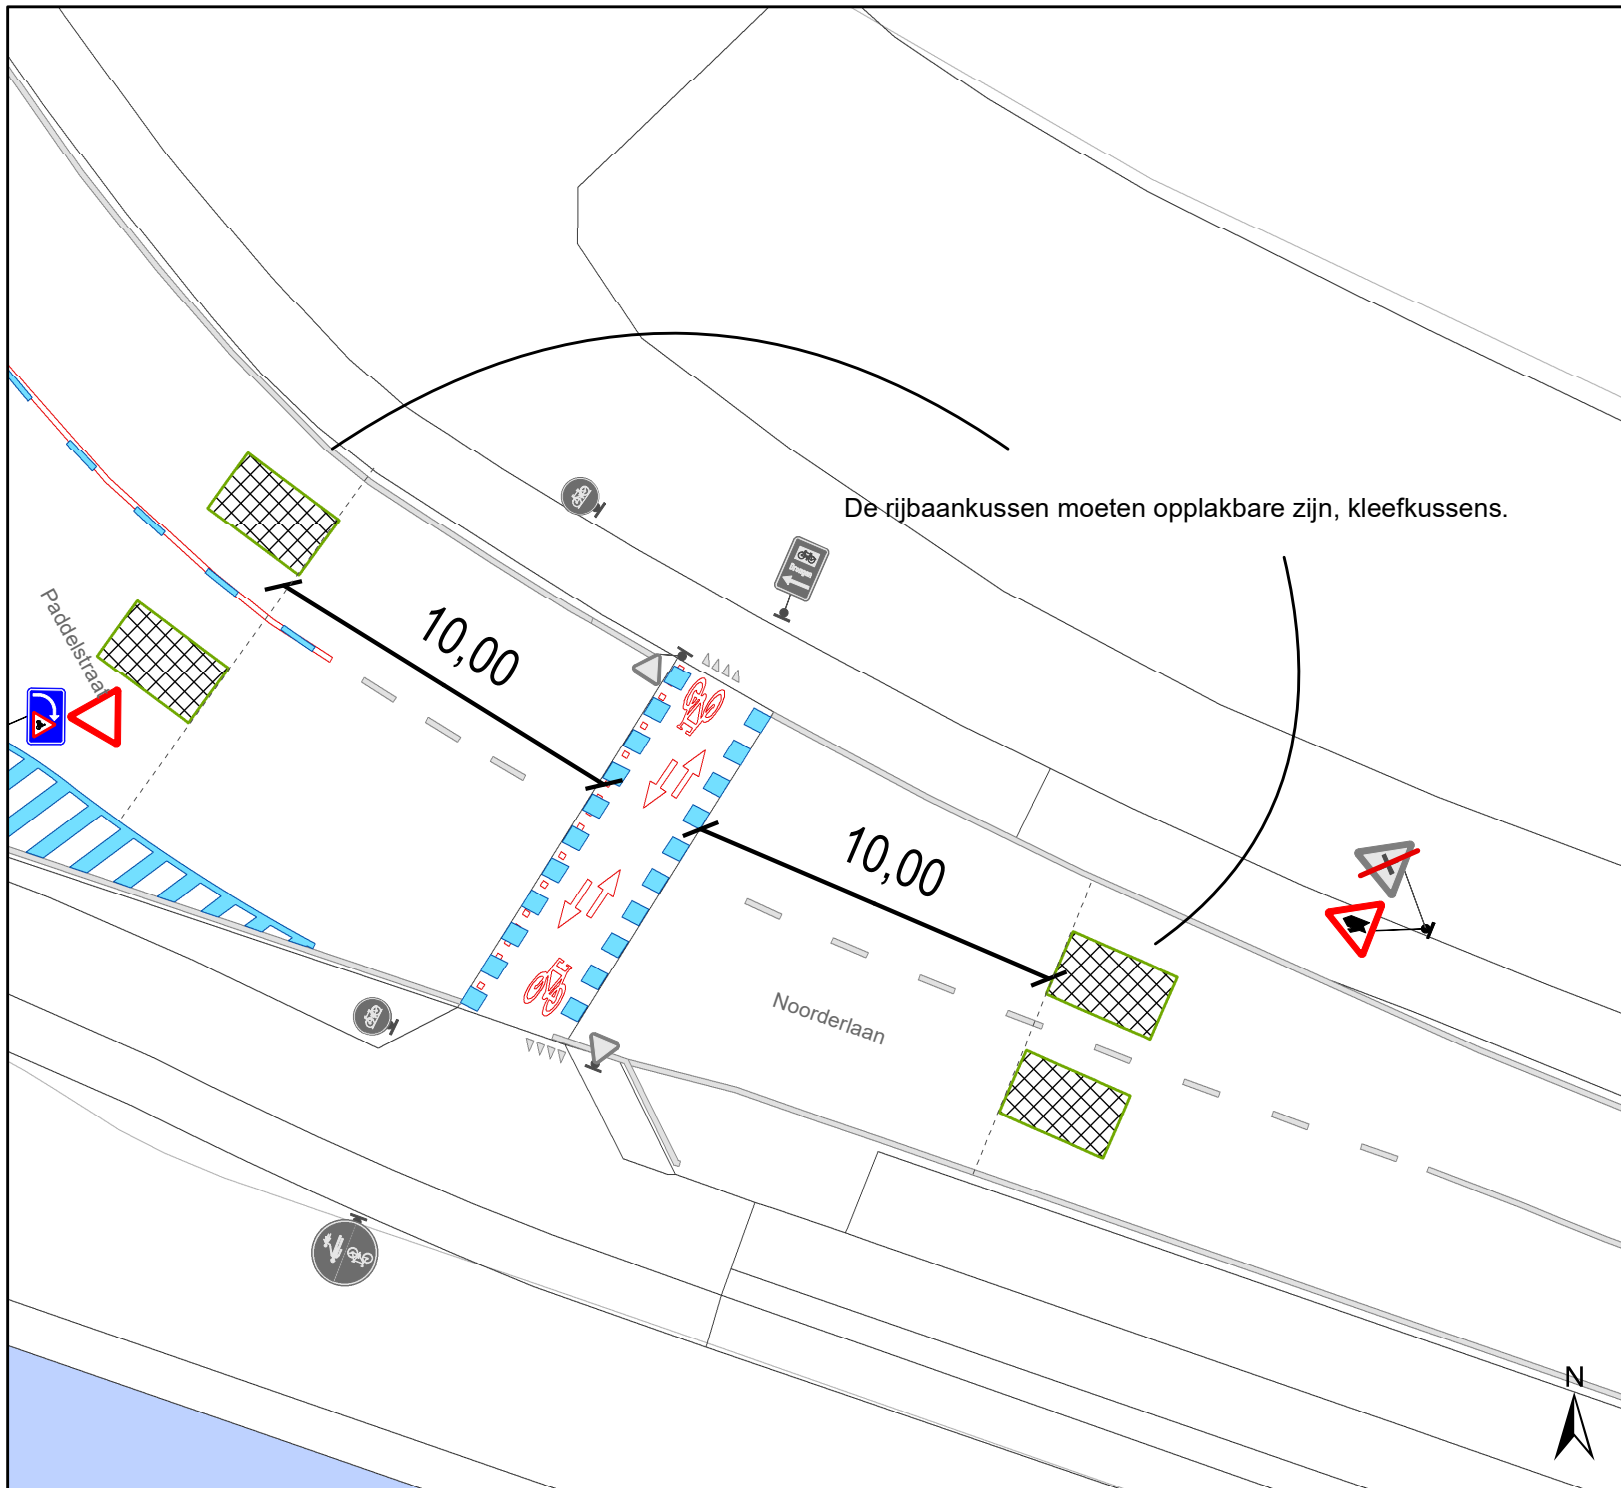 De rijbaankussen moeten opplakbare zijn, kleefkussens.
10,00
Paddelstraat
10,00
Noorderlaan
N